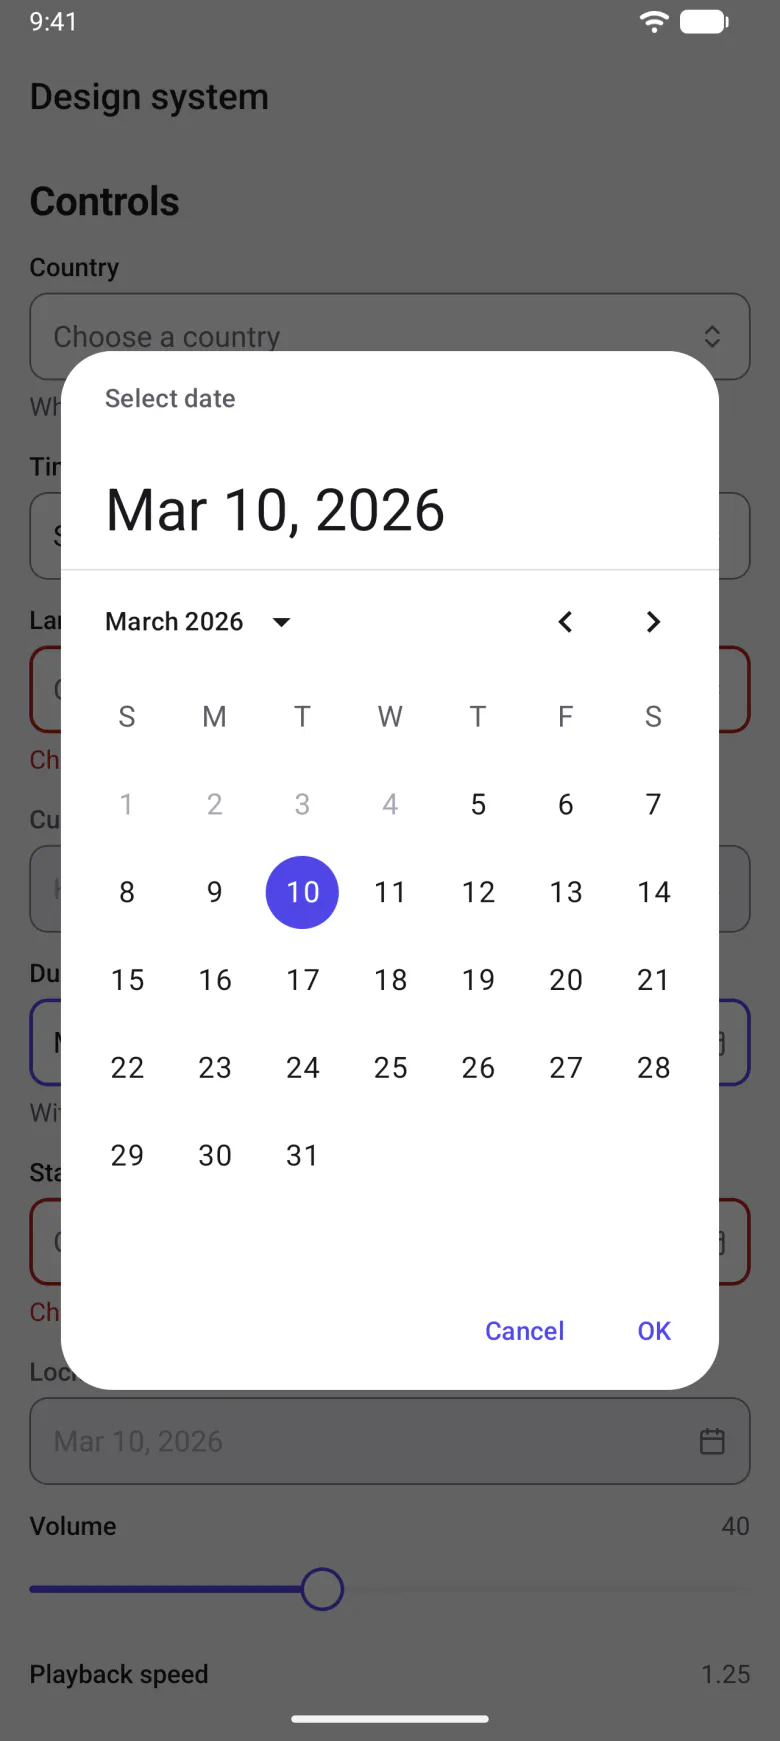 9:41
Design system
Controls
Country
Choose a country
Select date
Mar 10, 2026
March 2026
S M T W T F S
1 2 3 4 5 6 7
8 9 10 11 12 13 14
15 16 17 18 19 20 21
22 23 24 25 26 27 28
29 30 31
Cancel OK
Mar 10, 2026
Volume 40
Playback speed 1.25